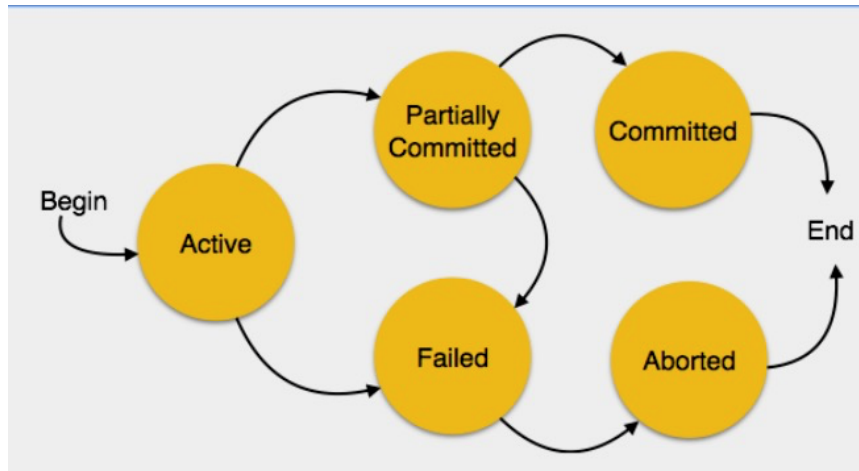 Begin
Active
Partially
Committed
Committed
End
Failed
Aborted